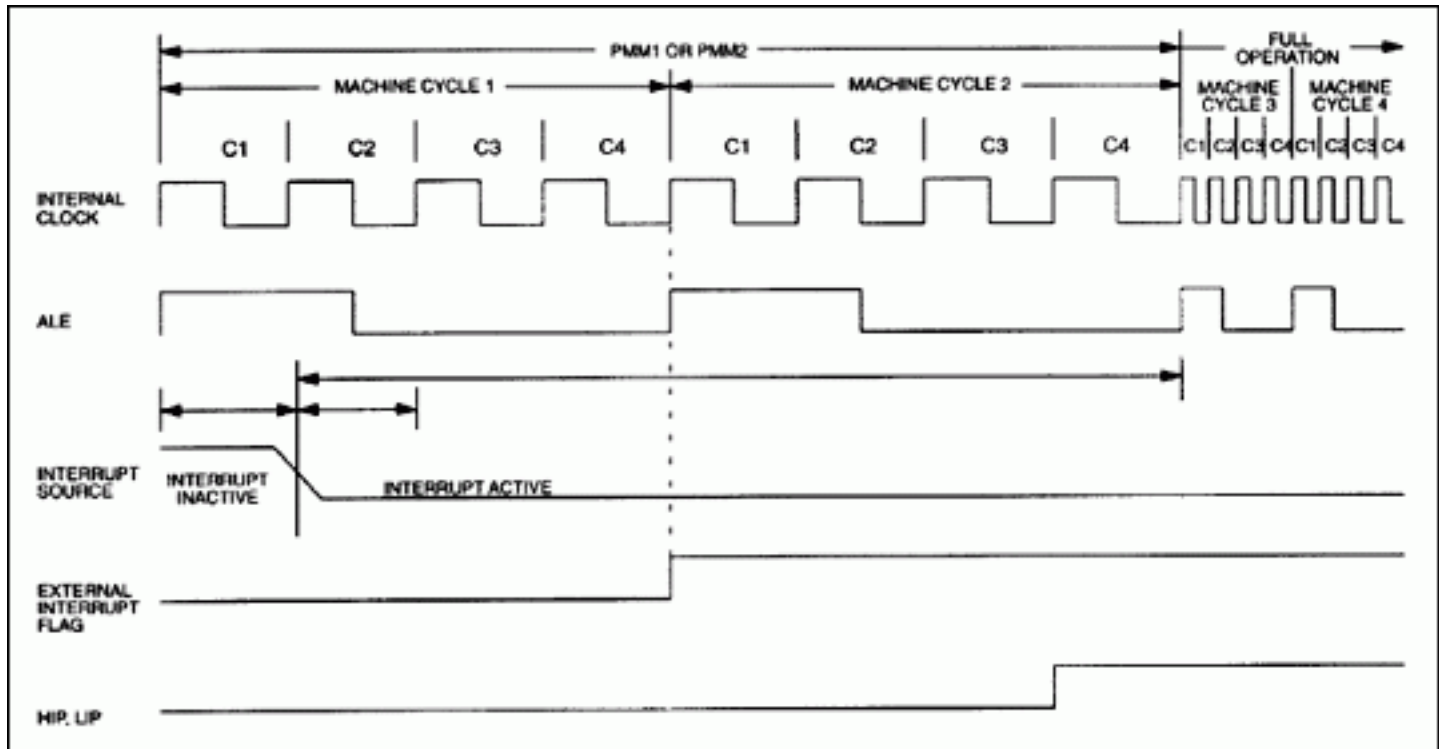 PMM1 OR PMM2
FULL
OPERATION
MACHINE CYCLE 1
MACHINE CYCLE 2
MACHINE
CYCLE 3
MACHINE
CYCLE 4
C1 C2 C3 C4 C1 C2 C3 C4 C1 C2 C3 C4 C1 C2 C3 C4
INTERNAL
CLOCK
ALE
INTERRUPT
SOURCE
INTERRUPT
INACTIVE
INTERRUPT ACTIVE
EXTERNAL
INTERRUPT
FLAG
HIP, LIP